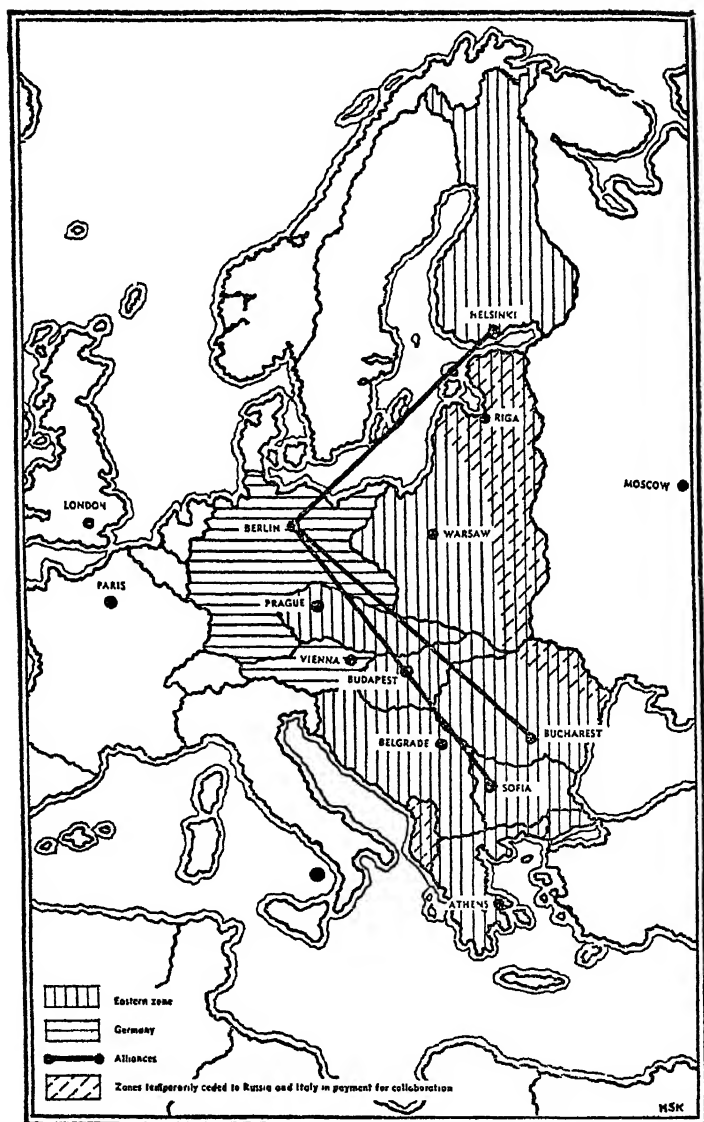 HELSINKI
RIGA
MOSCOW
LONDON
BERLIN
WARSAW
PARIS
PRAGUE
VIENNA
BUDAPEST
BUCHAREST
BELGRADE
SOFIA
ATHENS
Eastern zone
Germany
Alliances
Zones temporarily ceded to Russia and Italy in payment for collaboration
MSK